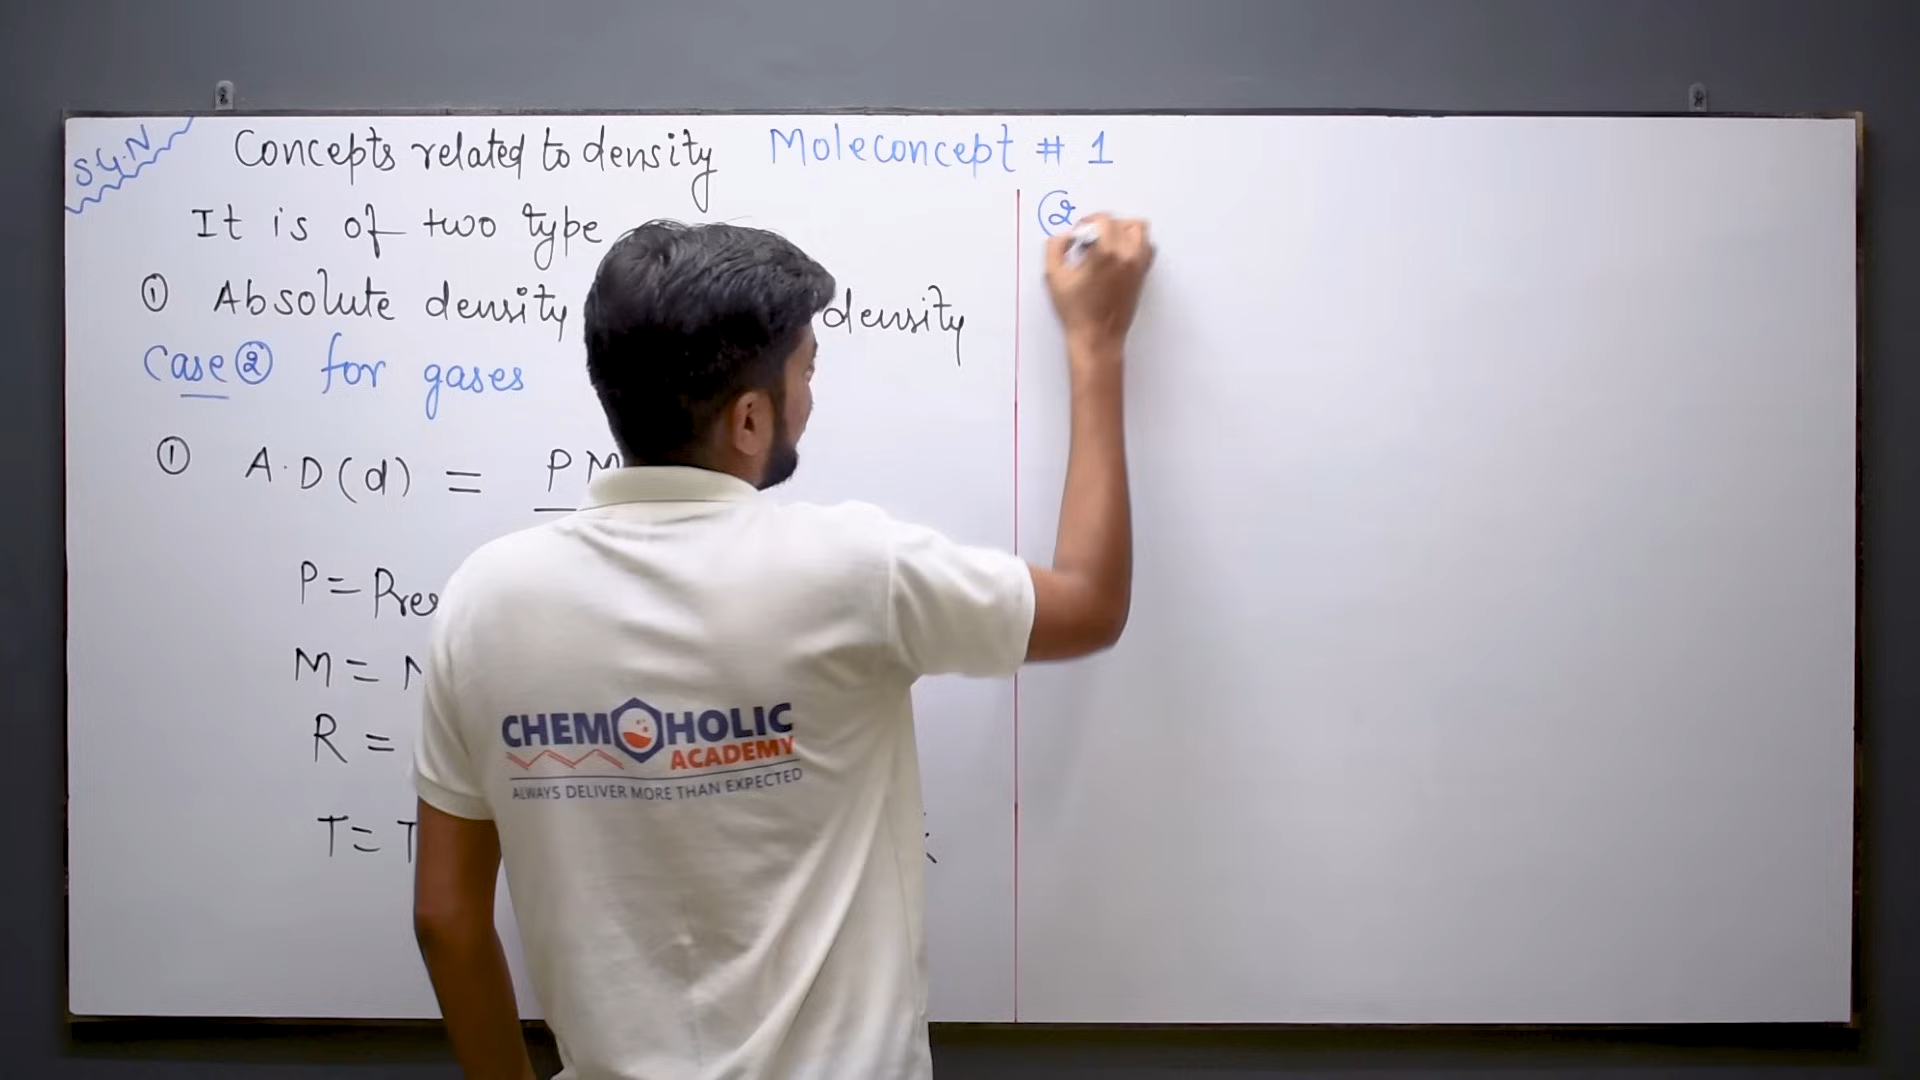 S.G.N Concepts related to density Moleconcept # 1
It is of two type
① Absolute density density
Case ② for gases
① A.D(d) = PM
P = Pres
M =
R =
T = T
②
CHEMOHOLIC
ACADEMY
ALWAYS DELIVER MORE THAN EXPECTED